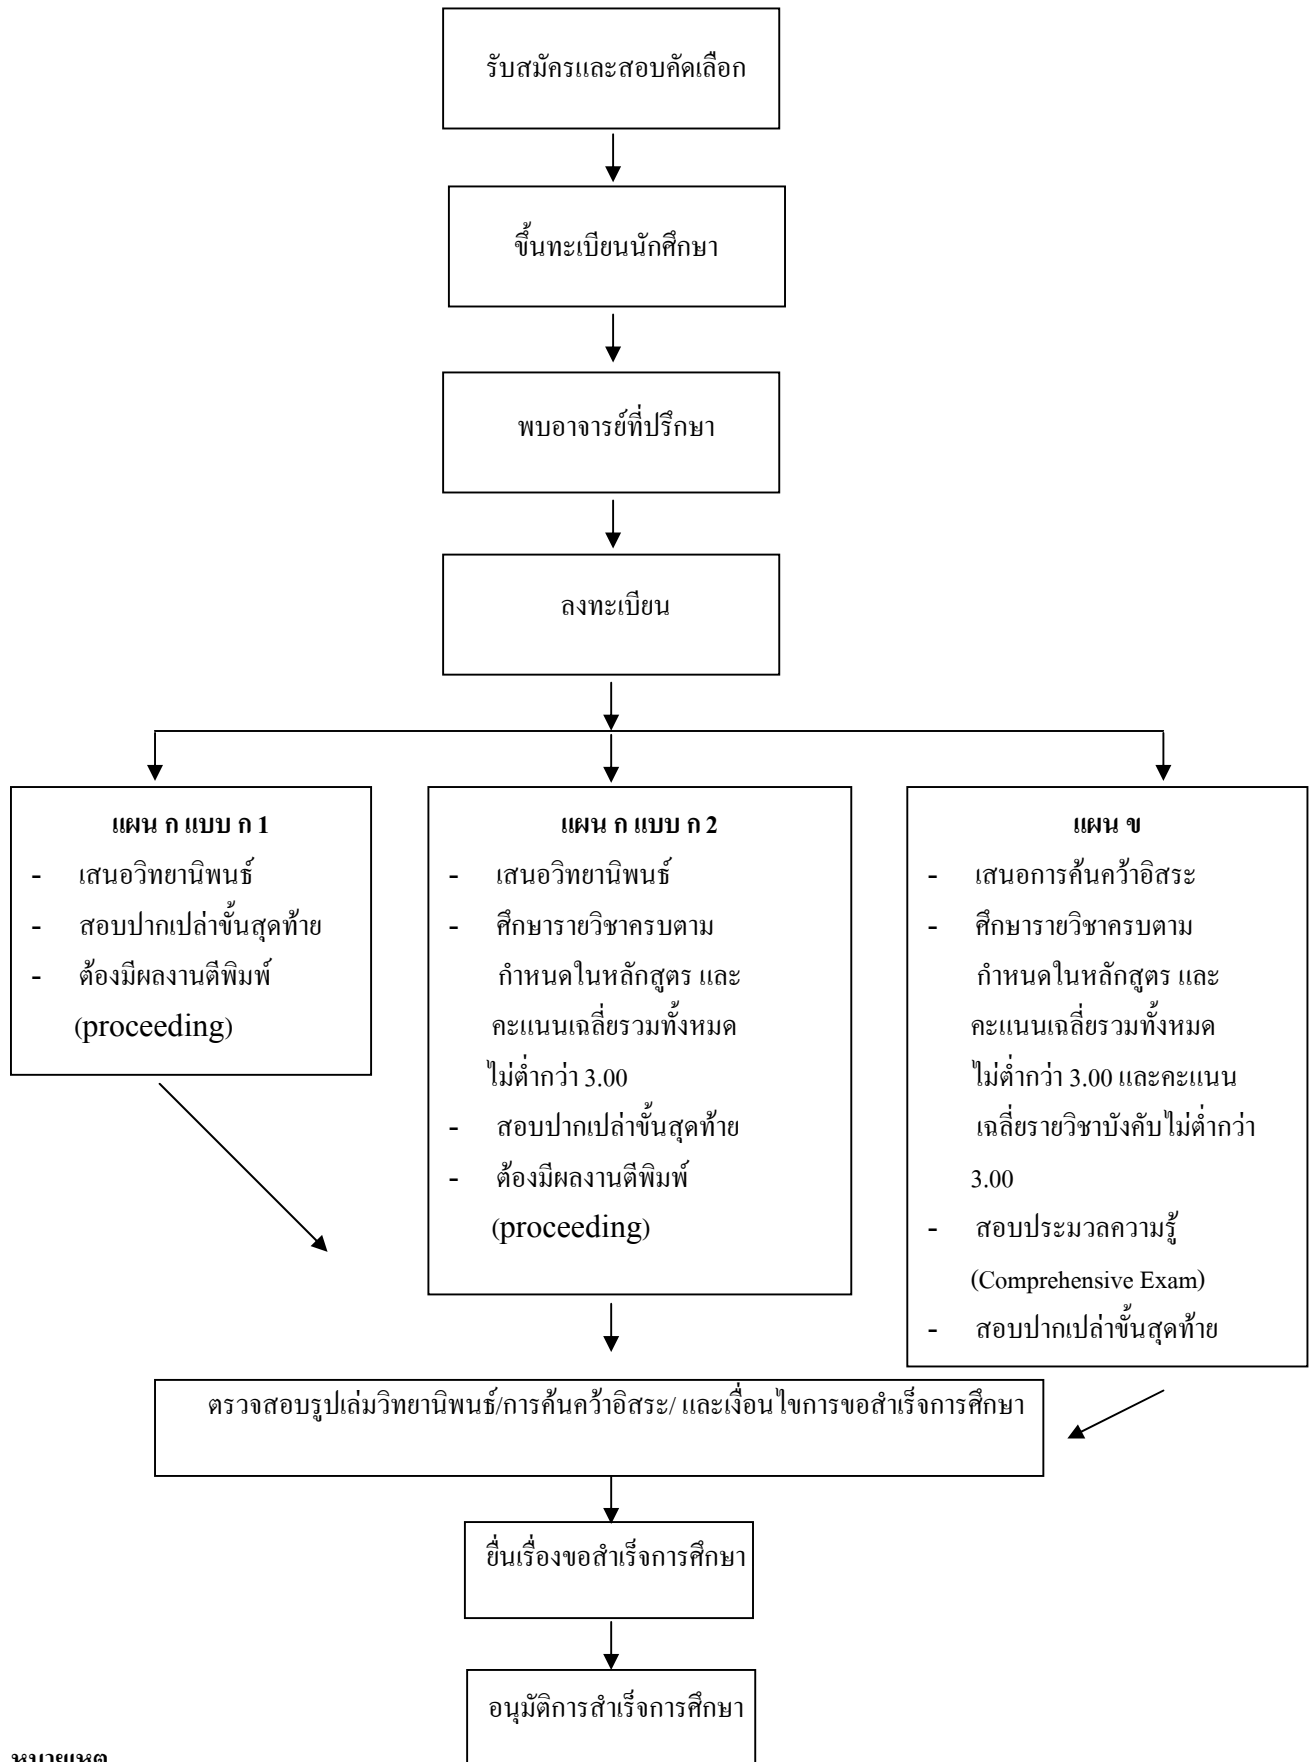 รับสมัครและสอบคัดเลือก
ขึ้นทะเบียนนักศึกษา
พบอาจารย์ที่ปรึกษา
ลงทะเบียน
แผน ก แบบ ก 1
- เสนอวิทยานิพนธ์
- สอบปากเปล่าขั้นสุดท้าย
- ต้องมีผลงานตีพิมพ์
(proceeding)
แผน ก แบบ ก 2
- เสนอวิทยานิพนธ์
- ศึกษารายวิชาครบตาม
กำหนดในหลักสูตร และ
คะแนนเฉลี่ยรวมทั้งหมด
ไม่ต่ำกว่า 3.00
- สอบปากเปล่าขั้นสุดท้าย
- ต้องมีผลงานตีพิมพ์
(proceeding)
แผน ข
- เสนอการค้นคว้าอิสระ
- ศึกษารายวิชาครบตาม
กำหนดในหลักสูตร และ
คะแนนเฉลี่ยรวมทั้งหมด
ไม่ต่ำกว่า 3.00 และคะแนน
เฉลี่ยรายวิชาบังคับไม่ต่ำกว่า
3.00
- สอบประมวลความรู้
(Comprehensive Exam)
- สอบปากเปล่าขั้นสุดท้าย
ตรวจสอบรูปเล่มวิทยานิพนธ์/การค้นคว้าอิสระ/ และเงื่อนไขการขอสำเร็จการศึกษา
ยื่นเรื่องขอสำเร็จการศึกษา
อนุมัติการสำเร็จการศึกษา
หมายเหตุ